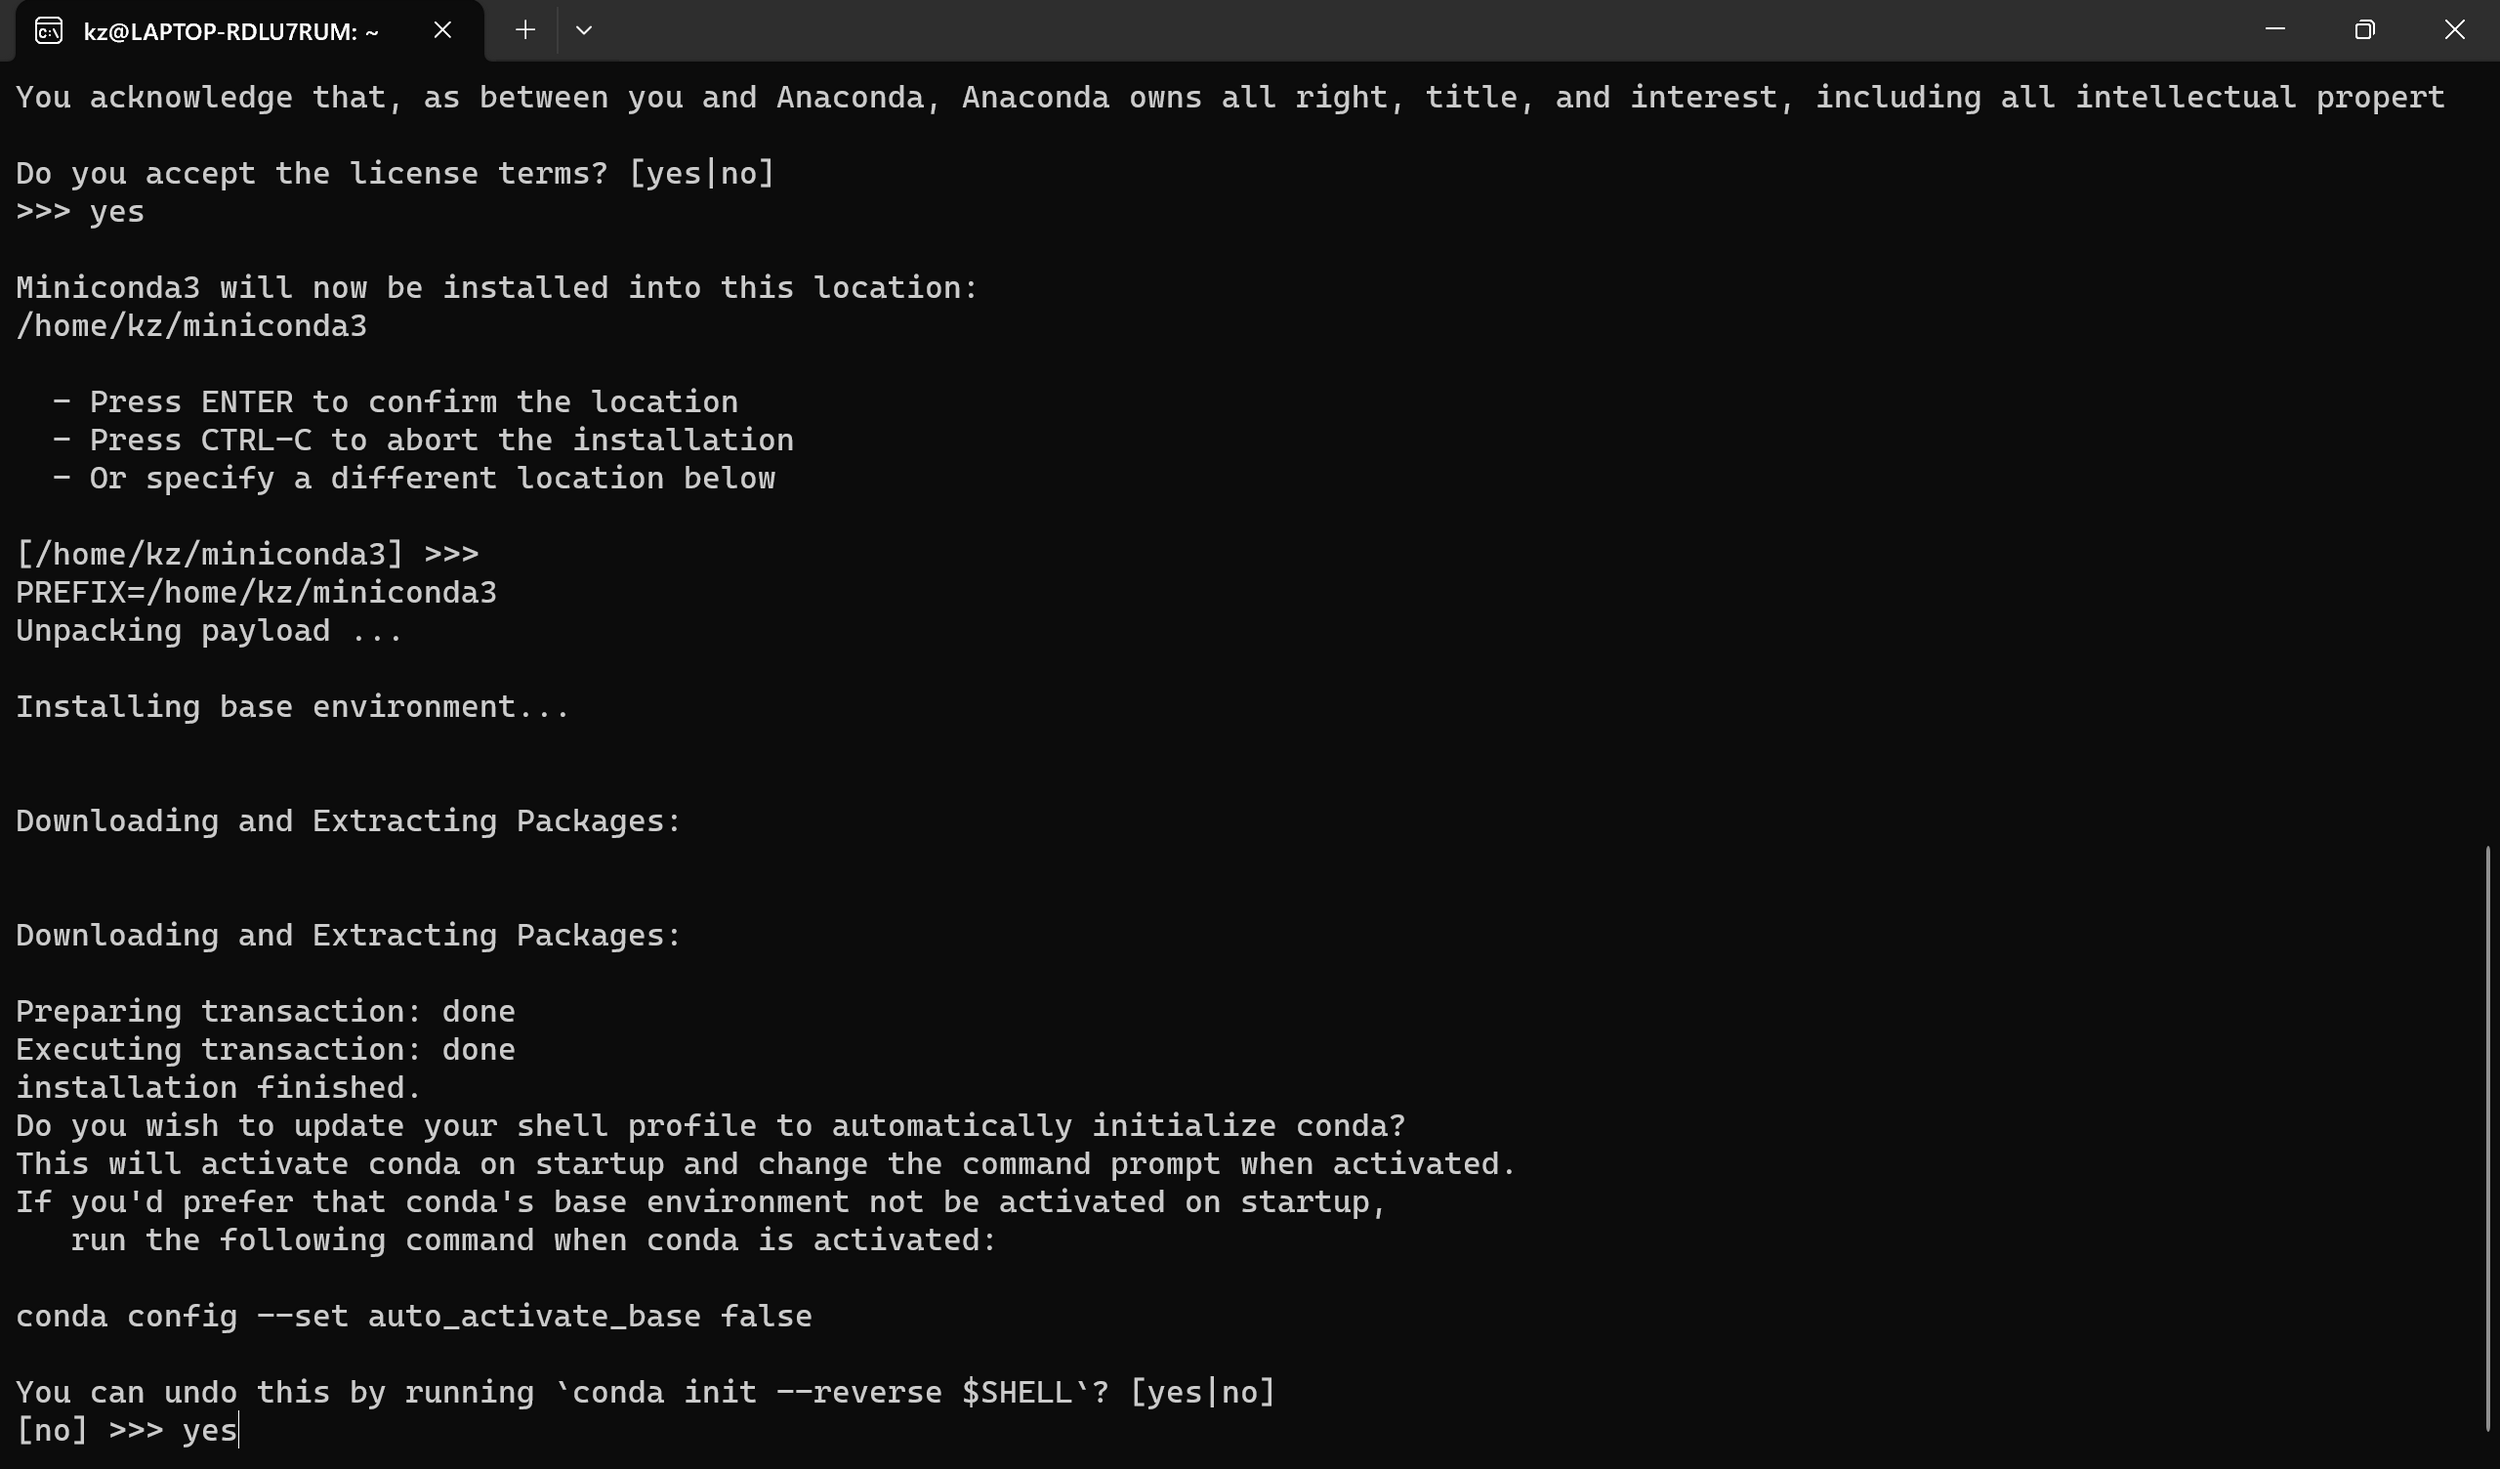 kz@LAPTOP-RDLU7RUM: ~
You acknowledge that, as between you and Anaconda, Anaconda owns all right, title, and interest, including all intellectual propert
Do you accept the license terms? [yes|no]
>>> yes
Miniconda3 will now be installed into this location:
/home/kz/miniconda3
- Press ENTER to confirm the location
- Press CTRL-C to abort the installation
- Or specify a different location below
[/home/kz/miniconda3] >>>
PREFIX=/home/kz/miniconda3
Unpacking payload ...
Installing base environment...
Downloading and Extracting Packages:
Downloading and Extracting Packages:
Preparing transaction: done
Executing transaction: done
installation finished.
Do you wish to update your shell profile to automatically initialize conda?
This will activate conda on startup and change the command prompt when activated.
If you'd prefer that conda's base environment not be activated on startup,
run the following command when conda is activated:
conda config --set auto_activate_base false
You can undo this by running `conda init --reverse $SHELL`? [yes|no]
[no] >>> yes